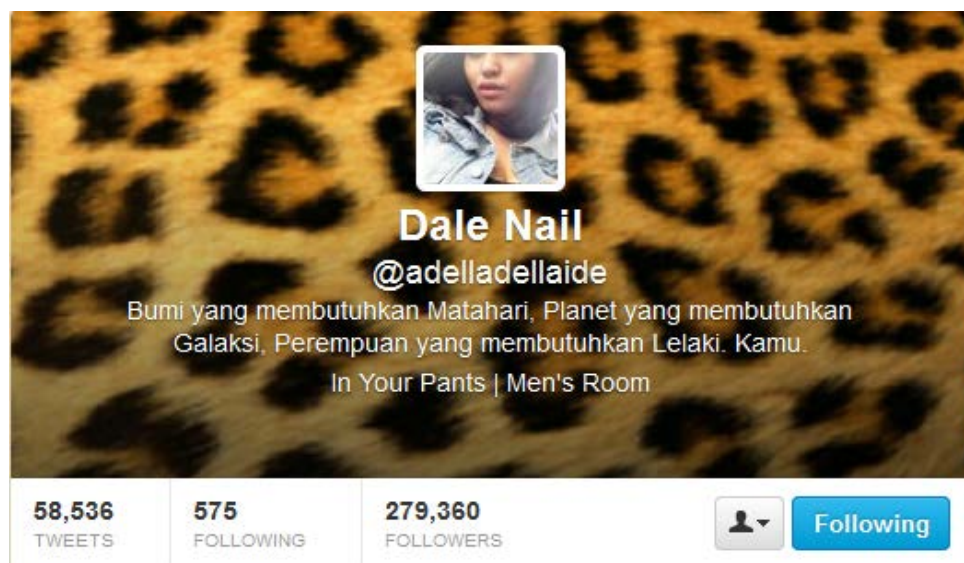 Dale Nail
@adelladellaide
Bumi yang membutuhkan Matahari, Planet yang membutuhkan
Galaksi, Perempuan yang membutuhkan Lelaki. Kamu.
In Your Pants | Men's Room
58,536 575 279,360
TWEETS FOLLOWING FOLLOWERS
Following